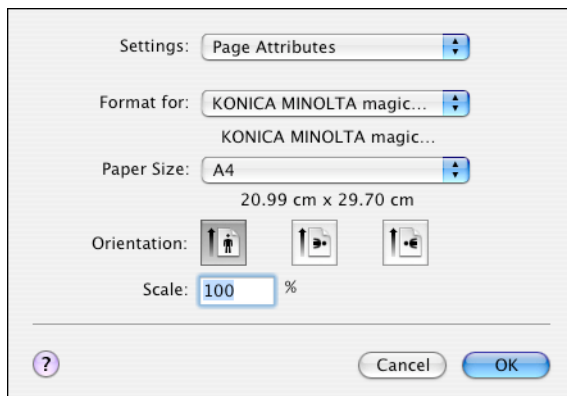 Settings: Page Attributes
Format for: KONICA MINOLTA magic...
KONICA MINOLTA magic...
Paper Size: A4
20.99 cm x 29.70 cm
Orientation:
Scale: 100 %
? Cancel OK